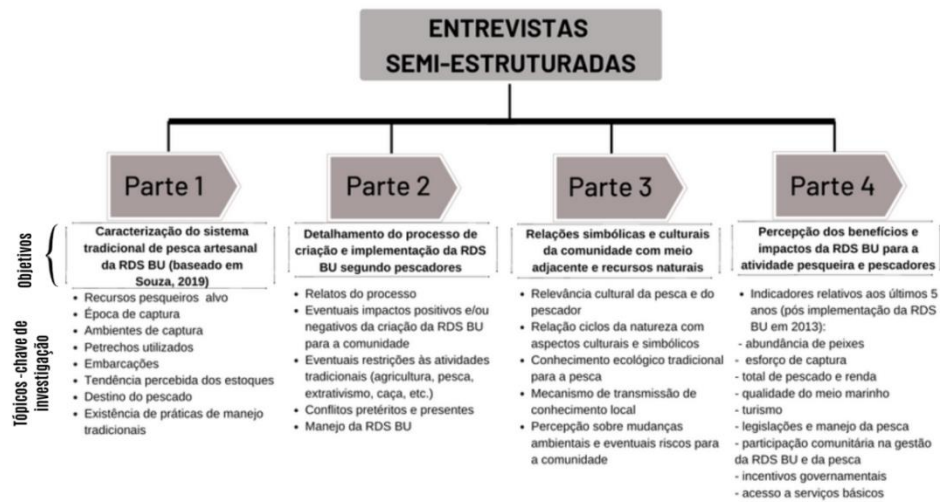 ENTREVISTAS
SEMI-ESTRUTURADAS
Parte 1
Parte 2
Parte 3
Parte 4
Objetivos
Caracterização do sistema
tradicional de pesca artesanal
da RDS BU (baseado em
Souza, 2019)
Detalhamento do processo de
criação e implementação da RDS
BU segundo pescadores
Relações simbólicas e culturais
da comunidade com meio
adjacente e recursos naturais
Percepção dos benefícios e
impactos da RDS BU para a
atividade pesqueira e pescadores
Tópicos-chave de
investigação
• Recursos pesqueiros alvo
• Época de captura
• Ambientes de captura
• Petrechos utilizados
• Embarcações
• Tendência percebida dos estoques
• Destino do pescado
• Existência de práticas de manejo
tradicionais
• Relatos do processo
• Eventuais impactos positivos e/ou
negativos da criação da RDS BU
para a comunidade
• Eventuais restrições às atividades
tradicionais (agricultura, pesca,
extrativismo, caça, etc.)
• Conflitos pretéritos e presentes
• Manejo da RDS BU
• Relevância cultural da pesca e do
pescador
• Relação ciclos da natureza com
aspectos culturais e simbólicos
• Conhecimento ecológico tradicional
para a pesca
• Mecanismo de transmissão de
conhecimento local
• Percepção sobre mudanças
ambientais e eventuais riscos para
a comunidade
• Indicadores relativos aos últimos 5
anos (pós implementação da RDS
BU em 2013):
- abundância de peixes
- esforço de captura
- total de pescado e renda
- qualidade do meio marinho
- turismo
- legislações e manejo da pesca
- participação comunitária na gestão
da RDS BU e da pesca
- incentivos governamentais
- acesso a serviços básicos